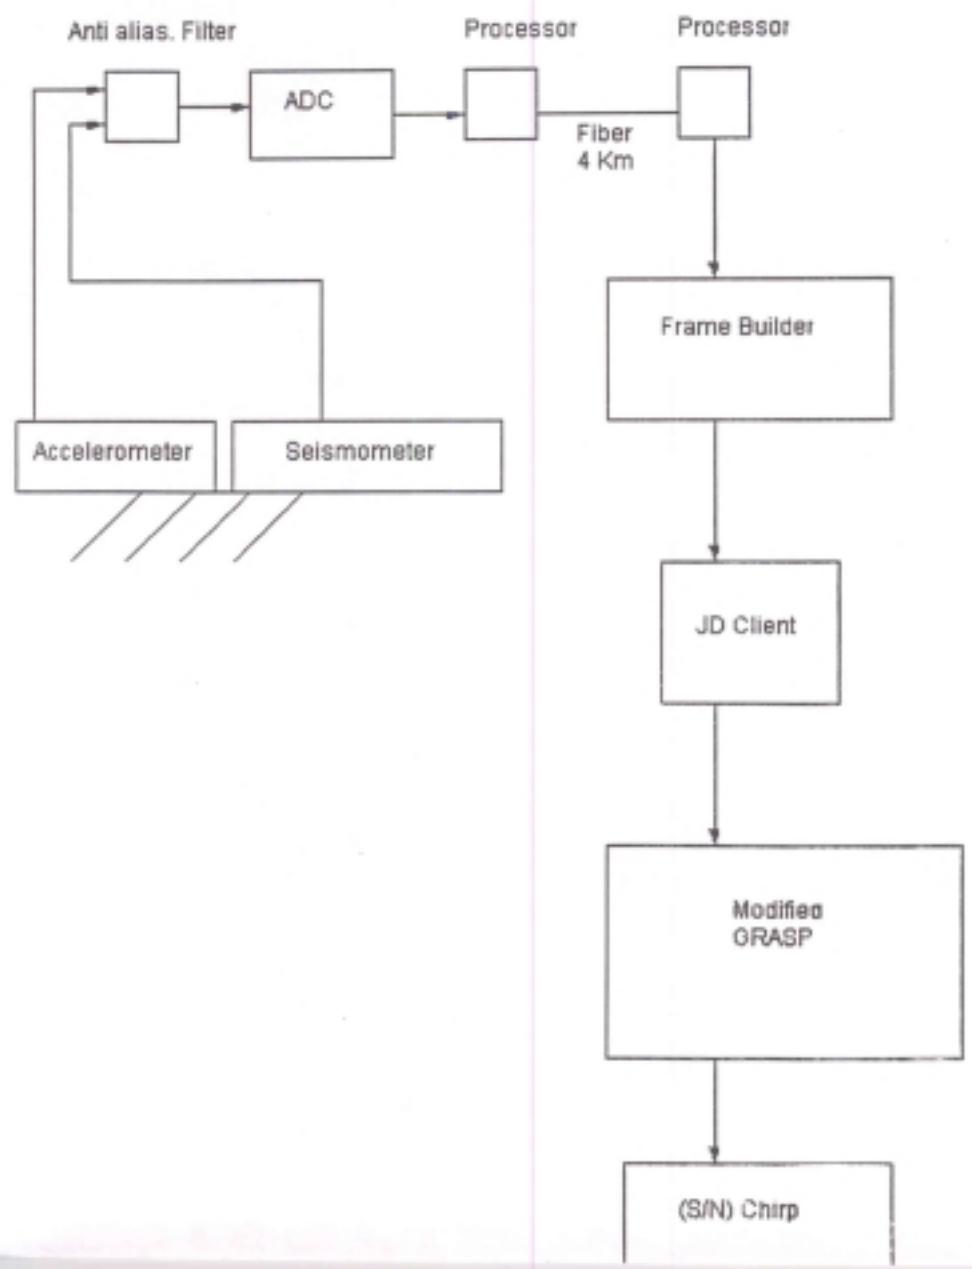 Anti alias. Filter
Processor
Processor
ADC
Fiber
4 Km
Frame Builder
Accelerometer
Seismometer
JD Client
Modified
GRASP
(S/N) Chirp